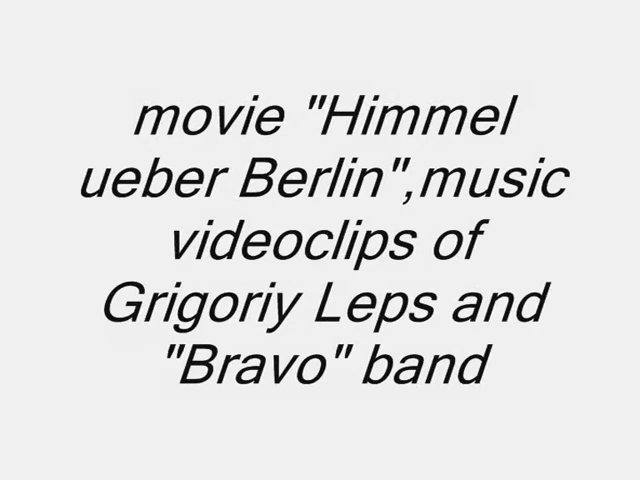 movie "Himmel
ueber Berlin",music
videoclips of
Grigoriy Leps and
"Bravo" band